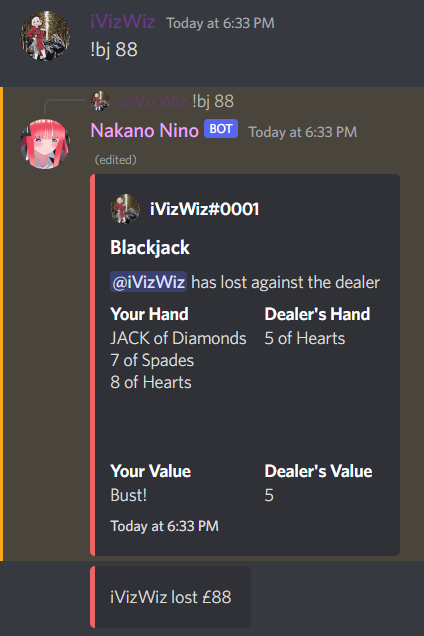 iVizWiz Today at 6:33 PM
!bj 88
@iVizWiz !bj 88
Nakano Nino BOT Today at 6:33 PM
(edited)
iVizWiz#0001
Blackjack
@iVizWiz has lost against the dealer
Your Hand Dealer's Hand
JACK of Diamonds 5 of Hearts
7 of Spades
8 of Hearts
Your Value Dealer's Value
Bust! 5
Today at 6:33 PM
iVizWiz lost £88